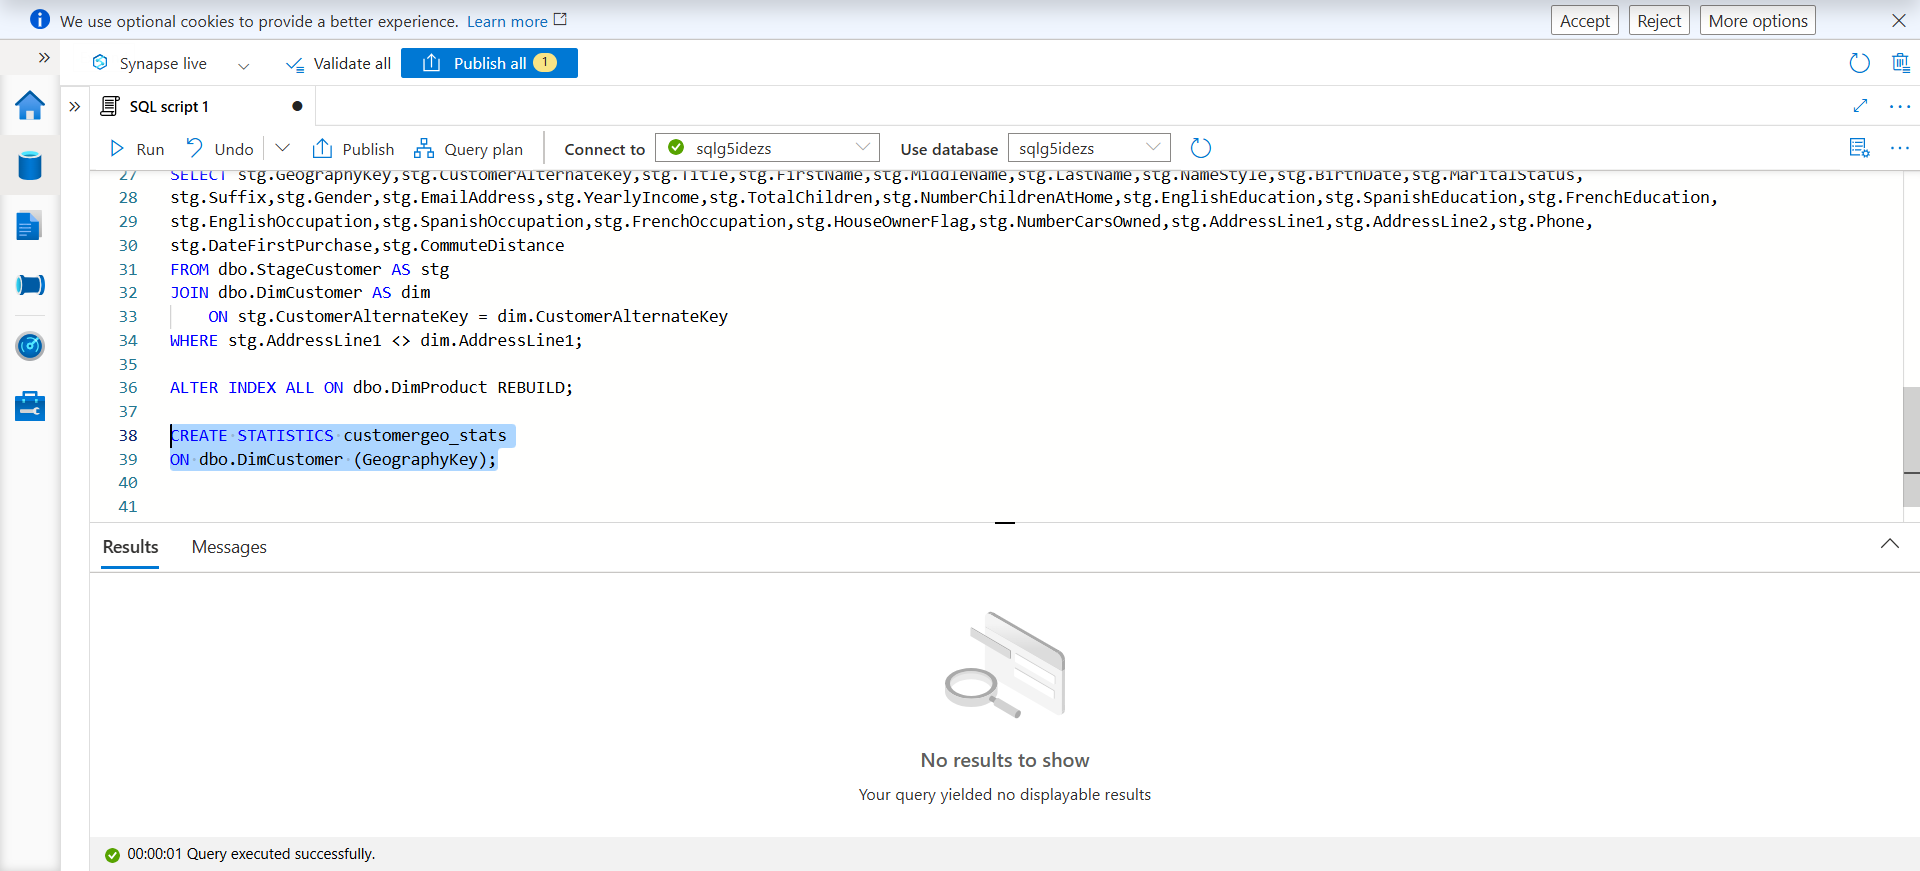 We use optional cookies to provide a better experience. Learn more
Accept
Reject
More options
Synapse live
Validate all
Publish all 1
SQL script 1
Run
Undo
Publish
Query plan
Connect to
sqlg5idezs
Use database
sqlg5idezs
27 SELECT stg.GeographyKey,stg.CustomerAlternateKey,stg.Title,stg.FirstName,stg.MiddleName,stg.LastName,stg.NameStyle,stg.BirthDate,stg.MaritalStatus,
28 stg.Suffix,stg.Gender,stg.EmailAddress,stg.YearlyIncome,stg.TotalChildren,stg.NumberChildrenAtHome,stg.EnglishEducation,stg.SpanishEducation,stg.FrenchEducation,
29 stg.EnglishOccupation,stg.SpanishOccupation,stg.FrenchOccupation,stg.HouseOwnerFlag,stg.NumberCarsOwned,stg.AddressLine1,stg.AddressLine2,stg.Phone,
30 stg.DateFirstPurchase,stg.CommuteDistance
31 FROM dbo.StageCustomer AS stg
32 JOIN dbo.DimCustomer AS dim
33 ON stg.CustomerAlternateKey = dim.CustomerAlternateKey
34 WHERE stg.AddressLine1 <> dim.AddressLine1;
35
36 ALTER INDEX ALL ON dbo.DimProduct REBUILD;
37
38 CREATE STATISTICS customergeo_stats
39 ON dbo.DimCustomer (GeographyKey);
40
41
Results
Messages
No results to show
Your query yielded no displayable results
00:00:01 Query executed successfully.